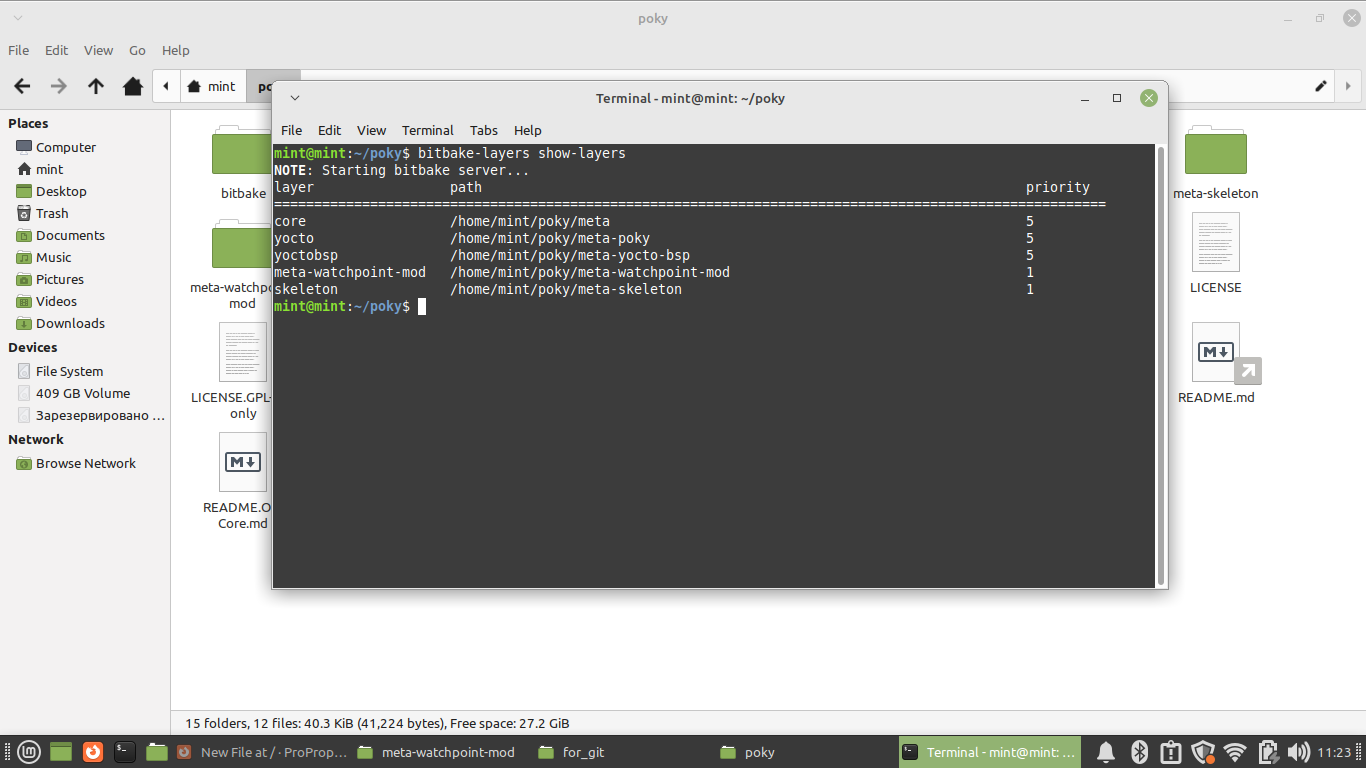 poky
File Edit View Go Help
mint
Places
Computer
mint
Desktop
Trash
Documents
Music
Pictures
Videos
Downloads
Devices
File System
409 GB Volume
Зарезервировано ...
Network
Browse Network
bitbake
meta-watchpo
mod
LICENSE.GPL-
only
README.O
Core.md
meta-skeleton
LICENSE
README.md
Terminal - mint@mint: ~/poky
File Edit View Terminal Tabs Help
mint@mint:~/poky$ bitbake-layers show-layers
NOTE: Starting bitbake server...
layer path priority
========================================================================================================
core /home/mint/poky/meta 5
yocto /home/mint/poky/meta-poky 5
yoctobsp /home/mint/poky/meta-yocto-bsp 5
meta-watchpoint-mod /home/mint/poky/meta-watchpoint-mod 1
skeleton /home/mint/poky/meta-skeleton 1
mint@mint:~/poky$
15 folders, 12 files: 40.3 KiB (41,224 bytes), Free space: 27.2 GiB
New File at / · ProProp... meta-watchpoint-mod for_git poky Terminal - mint@mint: ... 11:23